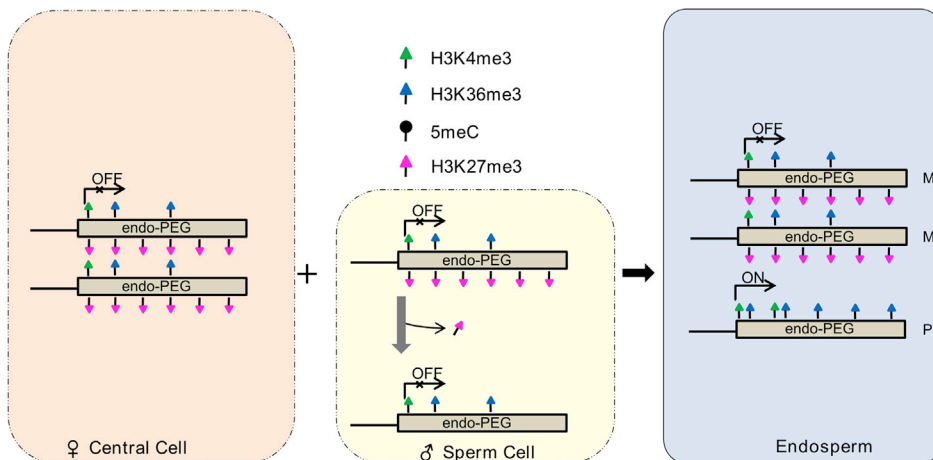 H3K4me3
H3K36me3
5meC
H3K27me3
OFF
endo-PEG
endo-PEG
♀ Central Cell
+
OFF
endo-PEG
OFF
endo-PEG
♂ Sperm Cell
OFF
endo-PEG
M
endo-PEG
M
ON
endo-PEG
P
Endosperm